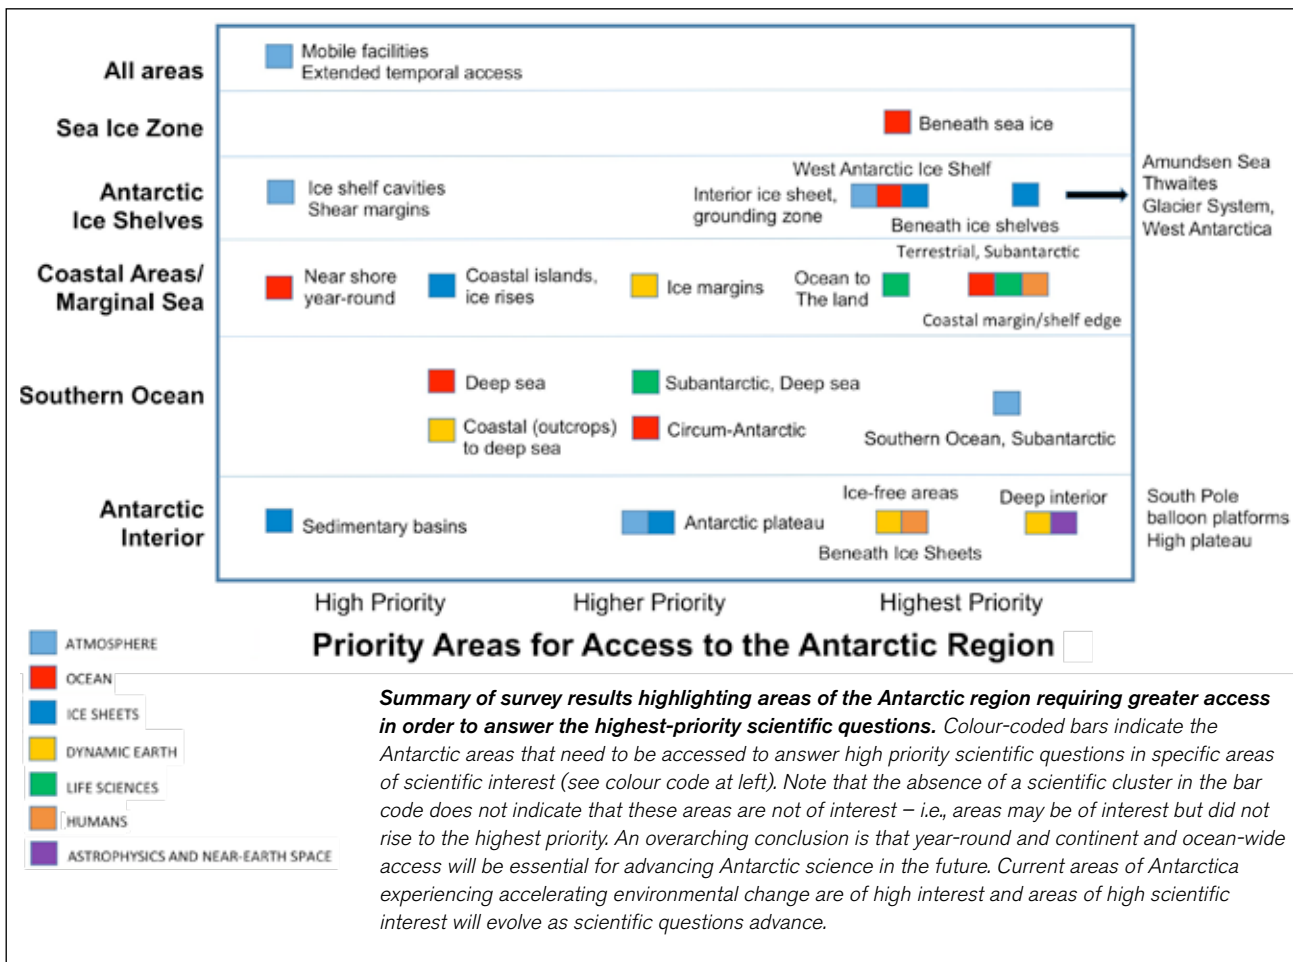 All areas
Mobile facilities
Extended temporal access
Sea Ice Zone
Beneath sea ice
Antarctic
Ice Shelves
Ice shelf cavities
Shear margins
West Antarctic Ice Shelf
Interior ice sheet,
grounding zone
Beneath ice shelves
Amundsen Sea
Thwaites
Glacier System,
West Antarctica
Coastal Areas/
Marginal Sea
Near shore
year-round
Coastal islands,
ice rises
Ice margins
Ocean to
The land
Terrestrial, Subantarctic
Coastal margin/shelf edge
Southern Ocean
Deep sea
Subantarctic, Deep sea
Coastal (outcrops)
to deep sea
Circum-Antarctic
Southern Ocean, Subantarctic
Antarctic
Interior
Sedimentary basins
Antarctic plateau
Ice-free areas
Beneath Ice Sheets
Deep interior
South Pole
balloon platforms
High plateau
High Priority
Higher Priority
Highest Priority
Priority Areas for Access to the Antarctic Region
ATMOSPHERE
OCEAN
ICE SHEETS
DYNAMIC EARTH
LIFE SCIENCES
HUMANS
ASTROPHYSICS AND NEAR-EARTH SPACE
Summary of survey results highlighting areas of the Antarctic region requiring greater access
in order to answer the highest-priority scientific questions. Colour-coded bars indicate the
Antarctic areas that need to be accessed to answer high priority scientific questions in specific areas
of scientific interest (see colour code at left). Note that the absence of a scientific cluster in the bar
code does not indicate that these areas are not of interest – i.e., areas may be of interest but did not
rise to the highest priority. An overarching conclusion is that year-round and continent and ocean-wide
access will be essential for advancing Antarctic science in the future. Current areas of Antarctica
experiencing accelerating environmental change are of high interest and areas of high scientific
interest will evolve as scientific questions advance.